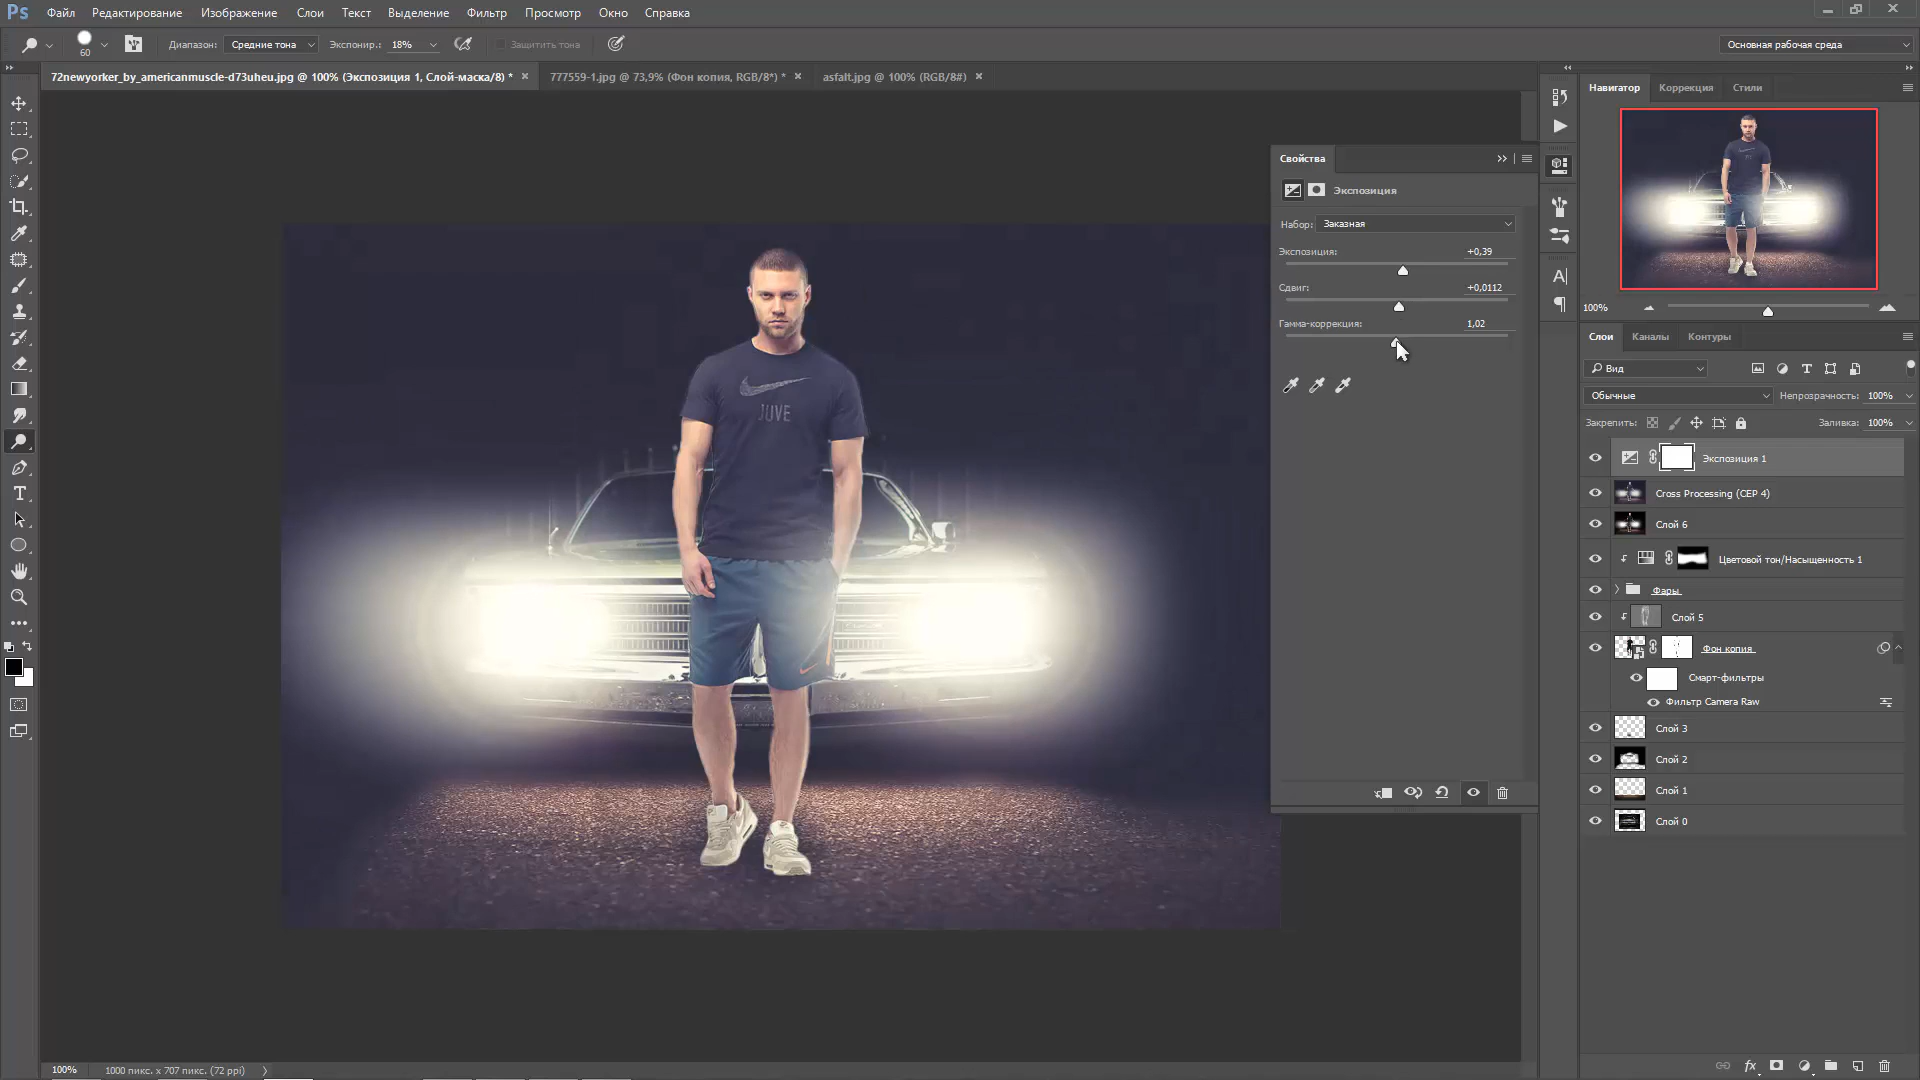 Ps Файл Редактирование Изображение Слои Текст Выделение Фильтр Просмотр Окно Справка
60 Диапазон: Средние тона Экспонир.: 18% Защитить тона Основная рабочая среда
72newyorker_by_americanmuscle-d73uheu.jpg @ 100% (Экспозиция 1, Слой-маска/8) * × 777559-1.jpg @ 73,9% (Фон копия, RGB/8*) * × asfalt.jpg @ 100% (RGB/8#) ×
Навигатор Коррекция Стили
100%
Свойства
Экспозиция
Набор: Заказная
Экспозиция: +0,39
Сдвиг: +0,0112
Гамма-коррекция: 1,02
JUVE
Слои Каналы Контуры
Вид
Обычные Непрозрачность: 100%
Закрепить: Заливка: 100%
Экспозиция 1
Cross Processing (CEP 4)
Слой 6
Цветовой тон/Насыщенность 1
Фары
Слой 5
Фон копия
Смарт-фильтры
Фильтр Camera Raw
Слой 3
Слой 2
Слой 1
Слой 0
100% 1000 пикс. x 707 пикс. (72 ppi)